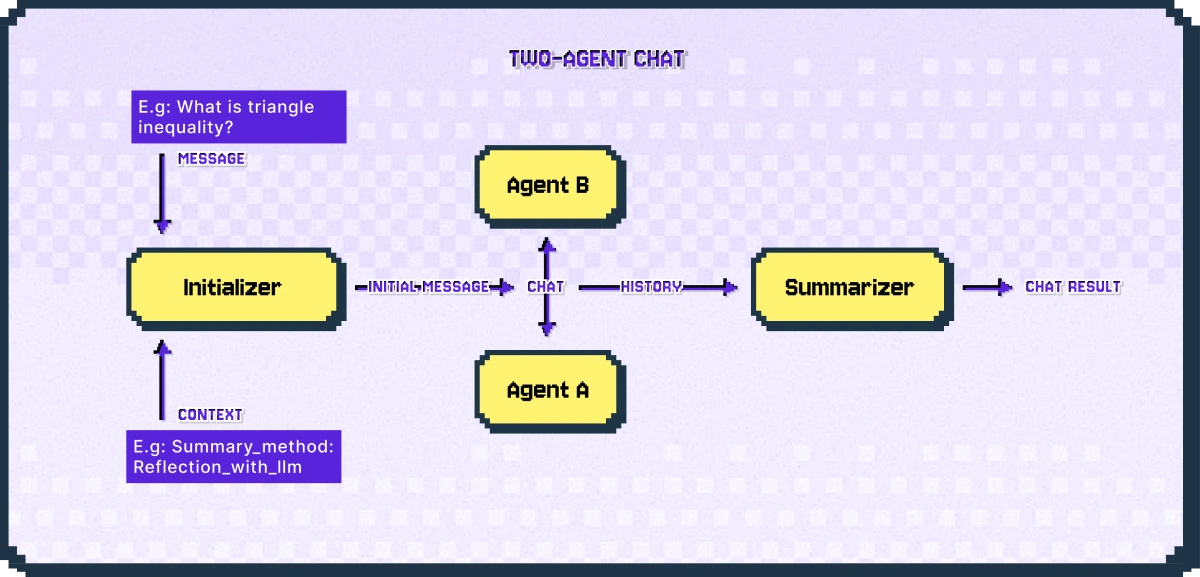 TWO-AGENT CHAT
E.g: What is triangle
inequality?
MESSAGE
Agent B
Initializer
INITIAL MESSAGE
CHAT
HISTORY
Summarizer
CHAT RESULT
Agent A
CONTEXT
E.g: Summary_method:
Reflection_with_llm